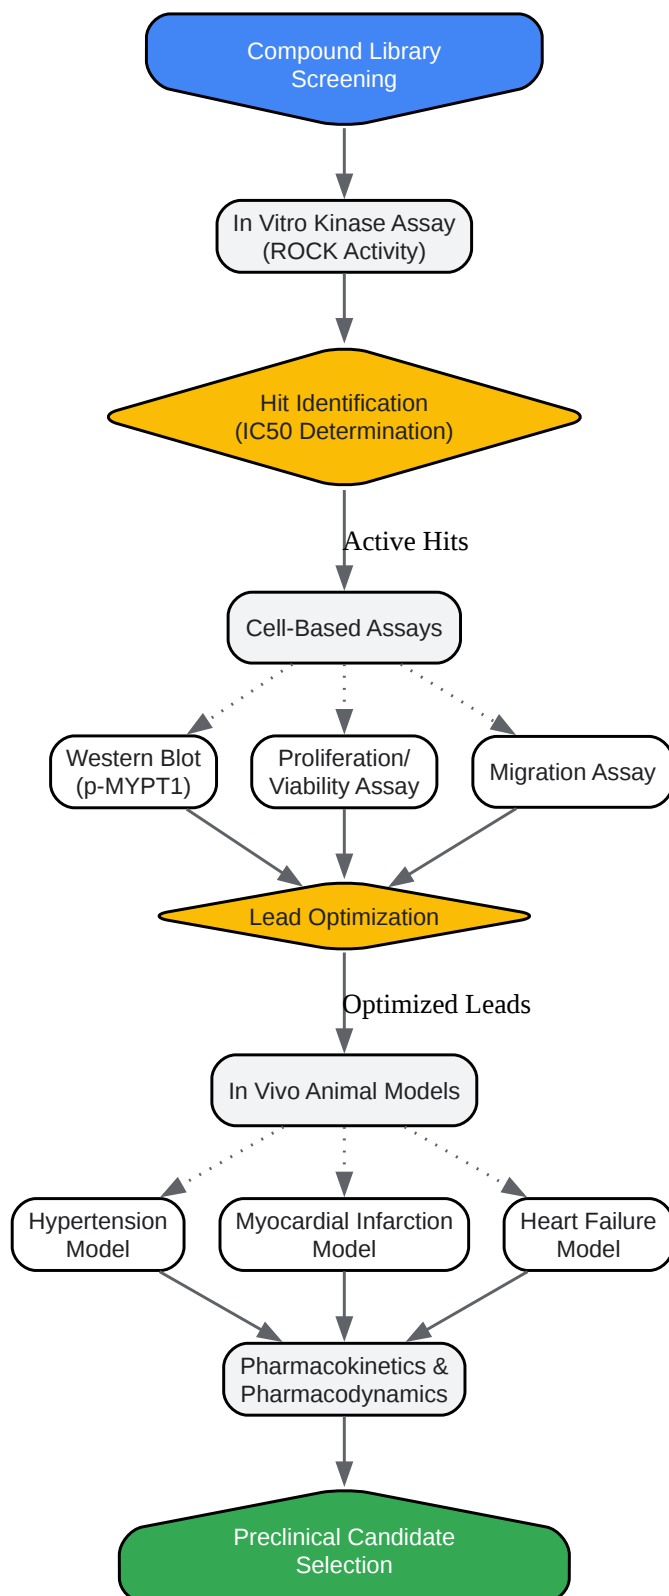 Compound Library
Screening
In Vitro Kinase Assay
(ROCK Activity)
Hit Identification
(IC50 Determination)
Active Hits
Cell-Based Assays
Western Blot
(p-MYPT1)
Proliferation/
Viability Assay
Migration Assay
Lead Optimization
Optimized Leads
In Vivo Animal Models
Hypertension
Model
Myocardial Infarction
Model
Heart Failure
Model
Pharmacokinetics &
Pharmacodynamics
Preclinical Candidate
Selection